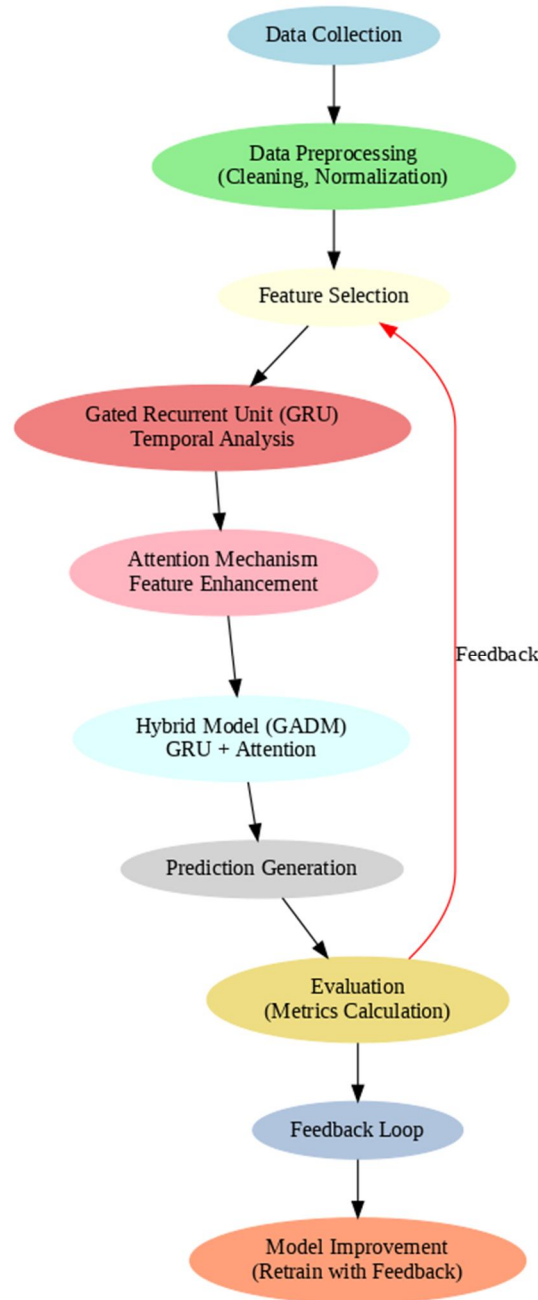 Data Collection
Data Preprocessing
(Cleaning, Normalization)
Feature Selection
Gated Recurrent Unit (GRU)
Temporal Analysis
Attention Mechanism
Feature Enhancement
Feedback
Hybrid Model (GADM)
GRU + Attention
Prediction Generation
Evaluation
(Metrics Calculation)
Feedback Loop
Model Improvement
(Retrain with Feedback)